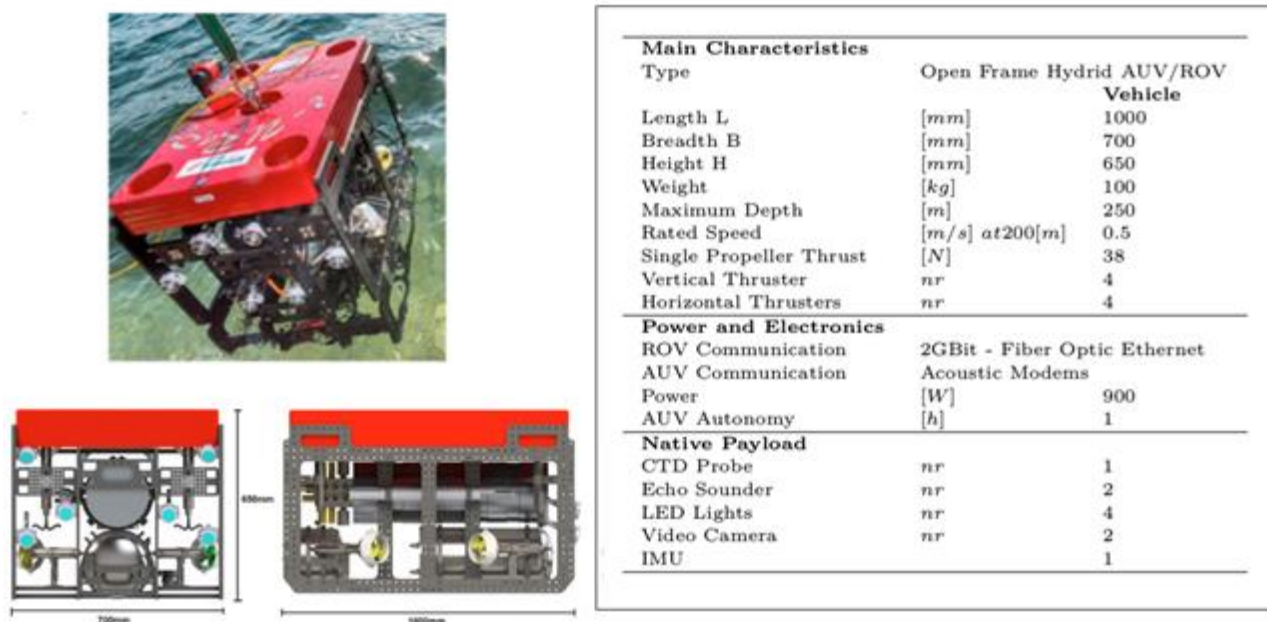 700mm
650mm
1000mm
Main Characteristics
Type Open Frame Hydrid AUV/ROV
Vehicle
Length L [mm] 1000
Breadth B [mm] 700
Height H [mm] 650
Weight [kg] 100
Maximum Depth [m] 250
Rated Speed [m/s] at200[m] 0.5
Single Propeller Thrust [N] 38
Vertical Thruster nr 4
Horizontal Thrusters nr 4
Power and Electronics
ROV Communication 2GBit - Fiber Optic Ethernet
AUV Communication Acoustic Modems
Power [W] 900
AUV Autonomy [h] 1
Native Payload
CTD Probe nr 1
Echo Sounder nr 2
LED Lights nr 4
Video Camera nr 2
IMU 1